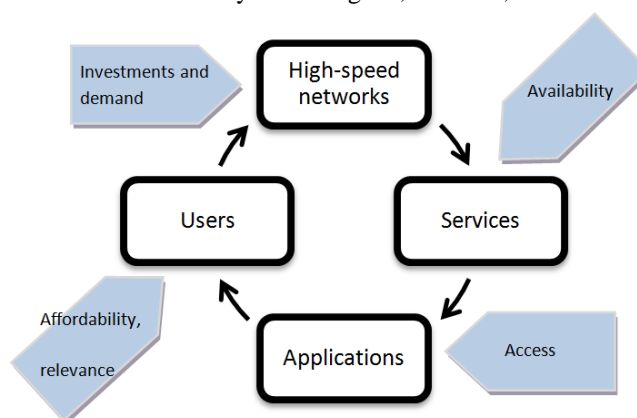 Investments and
demand
High-speed
networks
Availability
Users
Services
Affordability,
relevance
Applications
Access